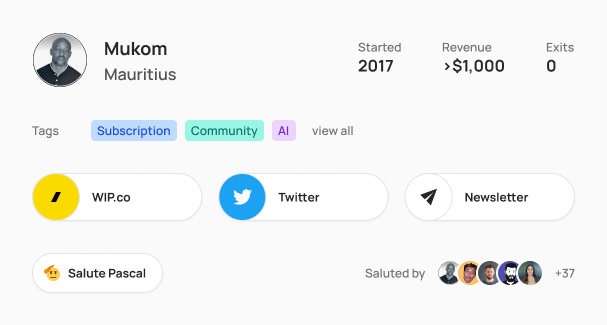 Mukom
Mauritius
Started
2017
Revenue
>$1,000
Exits
0
Tags
Subscription
Community
AI
view all
WIP.co
Twitter
Newsletter
Salute Pascal
Saluted by
+37